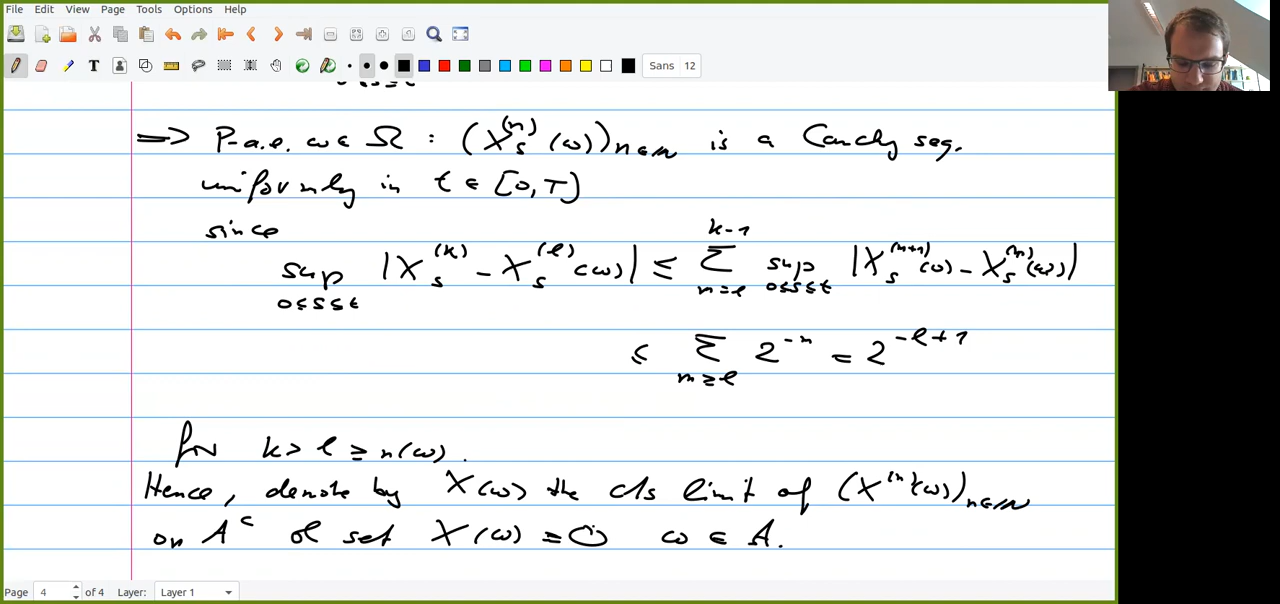 File Edit View Page Tools Options Help
Sans 12
0≤s≤t
⟹ P-a.e. ω∈Ω : (X_s^{(n)}(ω))_{n∈ℕ} is a Cauchy seq.
uniformly in t ∈ [0,T]
since
sup_{0≤s≤t} |X_s^{(k)} - X_s^{(l)}(ω)| ≤ Σ_{n=l}^{k-1} sup_{0≤s≤t} |X_s^{(n+1)}(ω) - X_s^{(n)}(ω)|
≤ Σ_{n≥l} 2^{-n} = 2^{-l+1}
for k > l ≥ n(ω).
Hence, denote by X(ω) the cts limit of (X^{(n)}(ω))_{n∈ℕ}
on A^c & set X(ω) ≡ 0 ω ∈ A.
Page 4 of 4 Layer: Layer 1